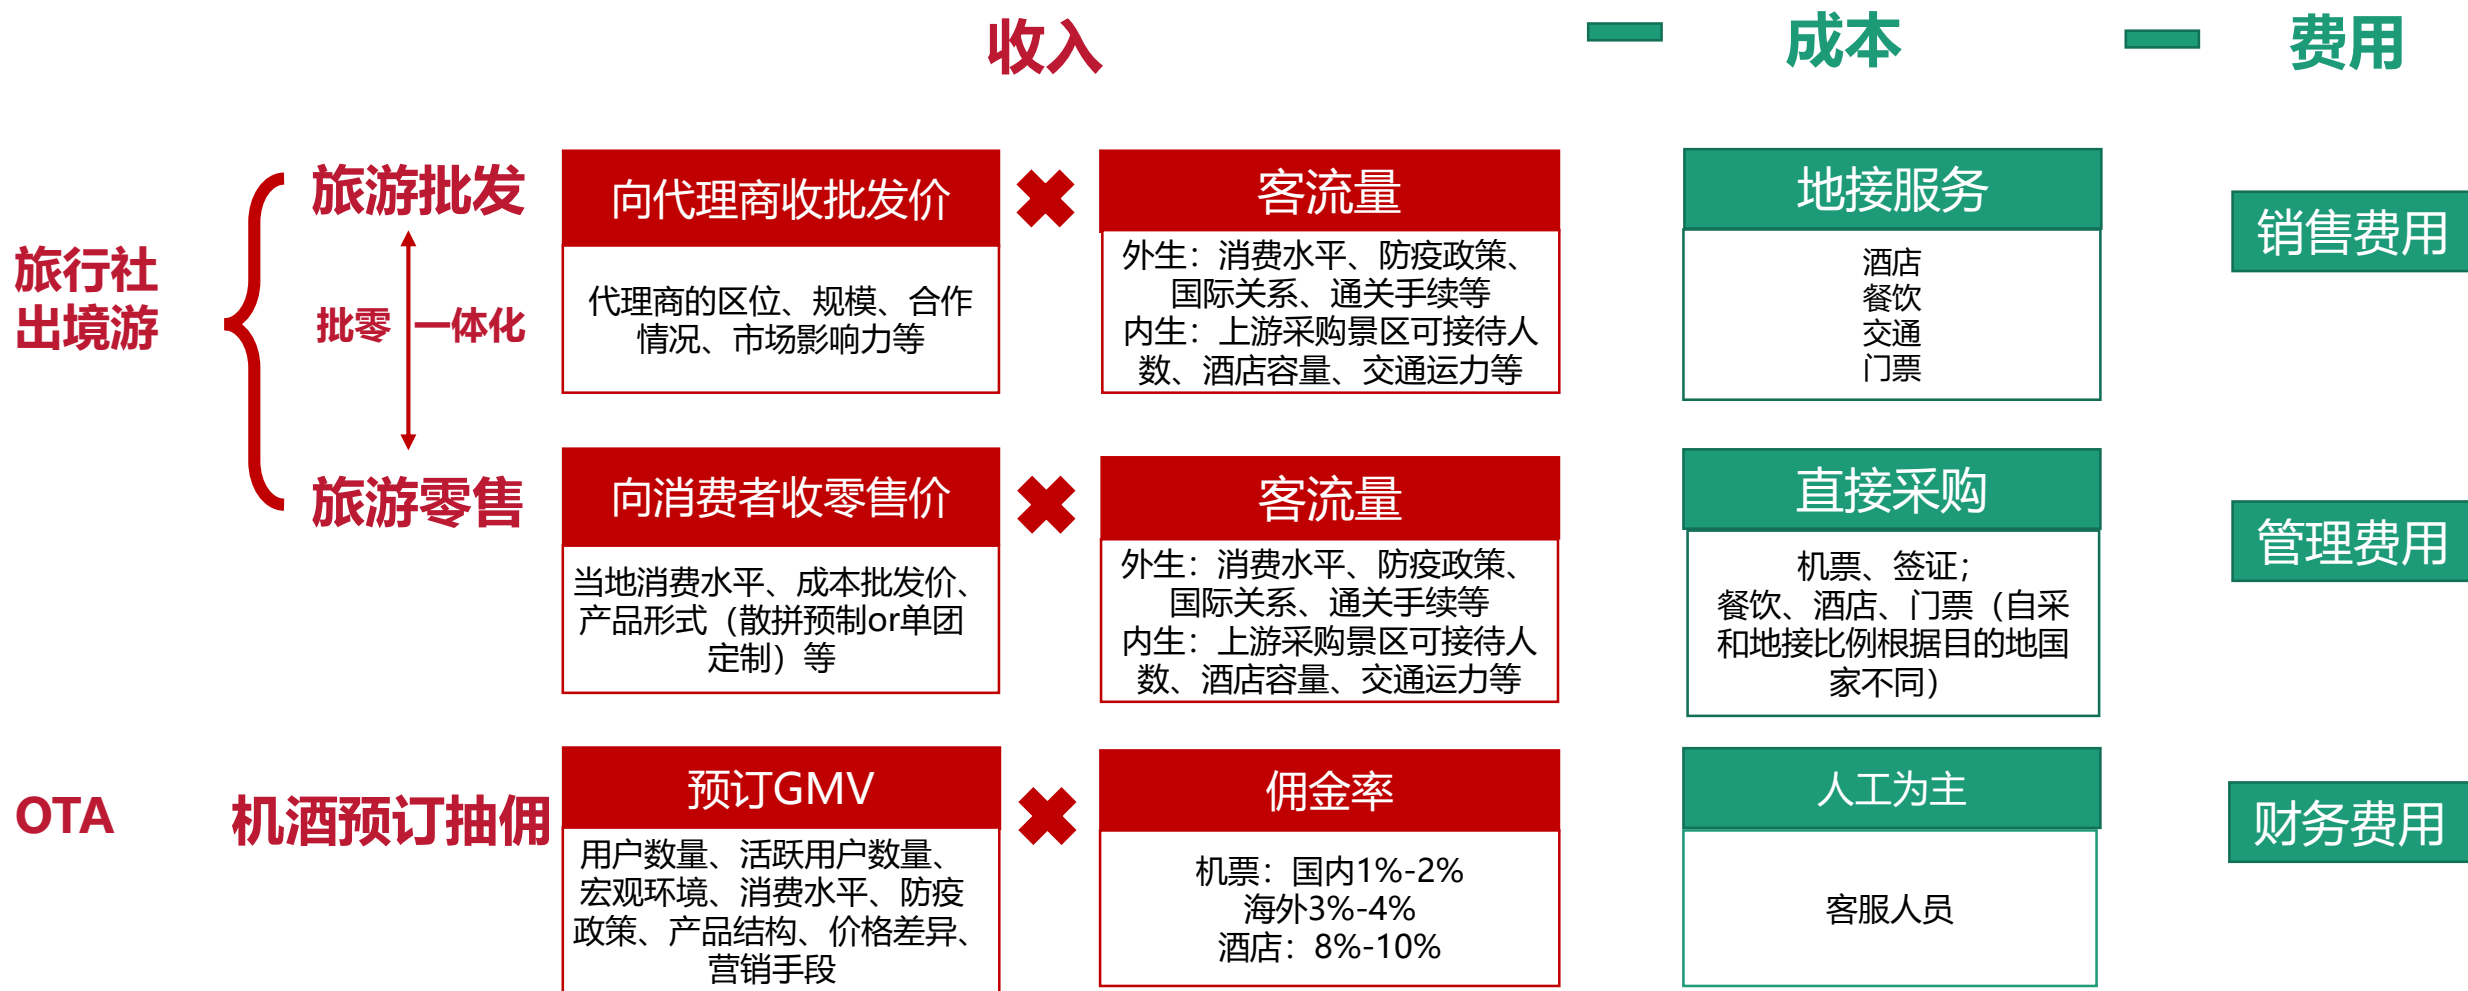 收入
成本
费用
旅行社
出境游
旅游批发
批零
一体化
旅游零售
向代理商收批发价
代理商的区位、规模、合作
情况、市场影响力等
客流量
外生：消费水平、防疫政策、
国际关系、通关手续等
内生：上游采购景区可接待人
数、酒店容量、交通运力等
地接服务
酒店
餐饮
交通
门票
销售费用
向消费者收零售价
当地消费水平、成本批发价、
产品形式（散拼预制or单团
定制）等
客流量
外生：消费水平、防疫政策、
国际关系、通关手续等
内生：上游采购景区可接待人
数、酒店容量、交通运力等
直接采购
机票、签证；
餐饮、酒店、门票（自采
和地接比例根据目的地国
家不同）
管理费用
OTA
机酒预订抽佣
预订GMV
用户数量、活跃用户数量、
宏观环境、消费水平、防疫
政策、产品结构、价格差异、
营销手段
佣金率
机票：国内1%-2%
海外3%-4%
酒店：8%-10%
人工为主
客服人员
财务费用